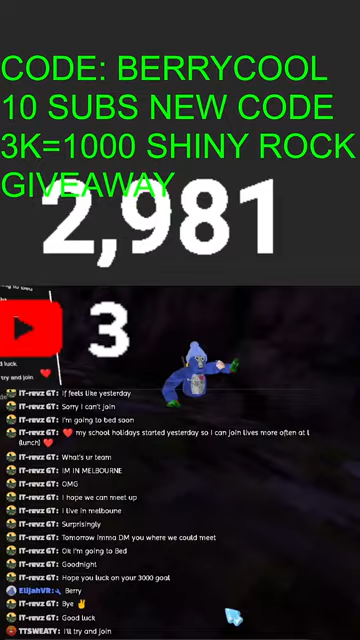 CODE: BERRYCOOL
10 SUBS NEW CODE
3K=1000 SHINY ROCK
GIVEAWAY
2,981
3
d luck.
try and join ❤️
IT-revz GT: If feels like yesterday
IT-revz GT: Sorry I can't join
IT-revz GT: I'm going to bed soon
IT-revz GT: ❤️ my school holidays started yesterday so I can join lives more often at l
(lunch) ❤️
IT-revz GT: What's ur team
IT-revz GT: IM IN MELBOURNE
IT-revz GT: OMG
IT-revz GT: I hope we can meet up
IT-revz GT: I live in melboune
IT-revz GT: Surprisingly
IT-revz GT: Tomorrow imma DM you where we could meet
IT-revz GT: Ok I'm going to Bed
IT-revz GT: Goodnight
IT-revz GT: Hope you luck on your 3000 goal
ElijahVR: Berry
IT-revz GT: Bye ✌️
IT-revz GT: Good luck
TTSWEATY: I'll try and join